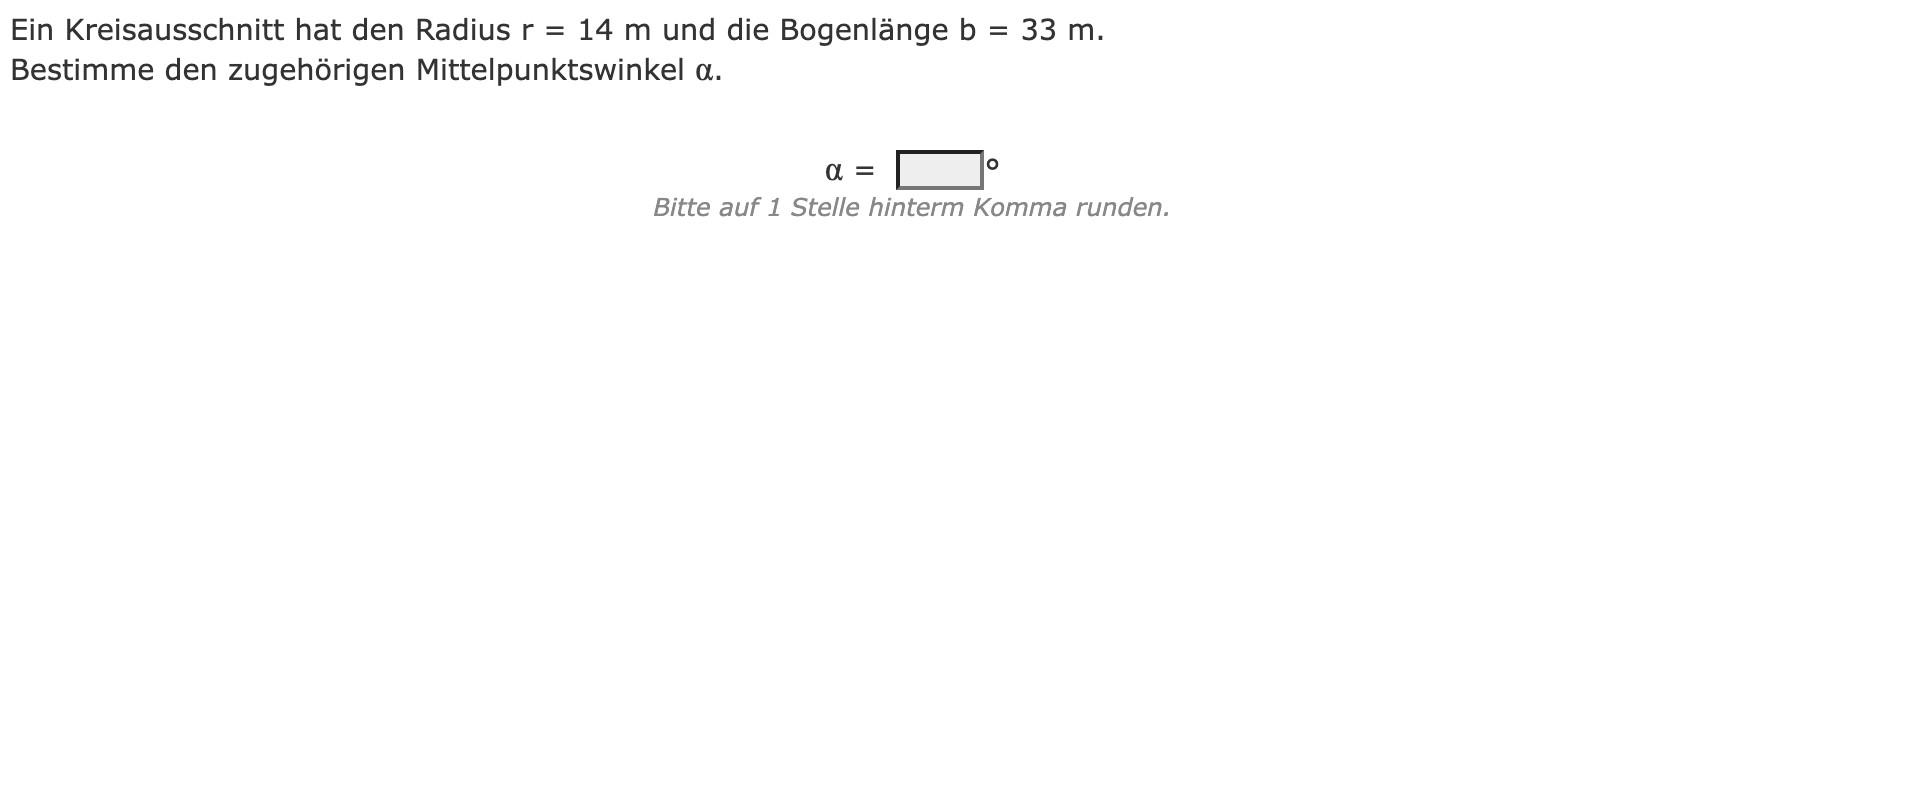 Ein Kreisausschnitt hat den Radius r = 14 m und die Bogenlänge b = 33 m.
Bestimme den zugehörigen Mittelpunktswinkel α.
α = °
Bitte auf 1 Stelle hinterm Komma runden.